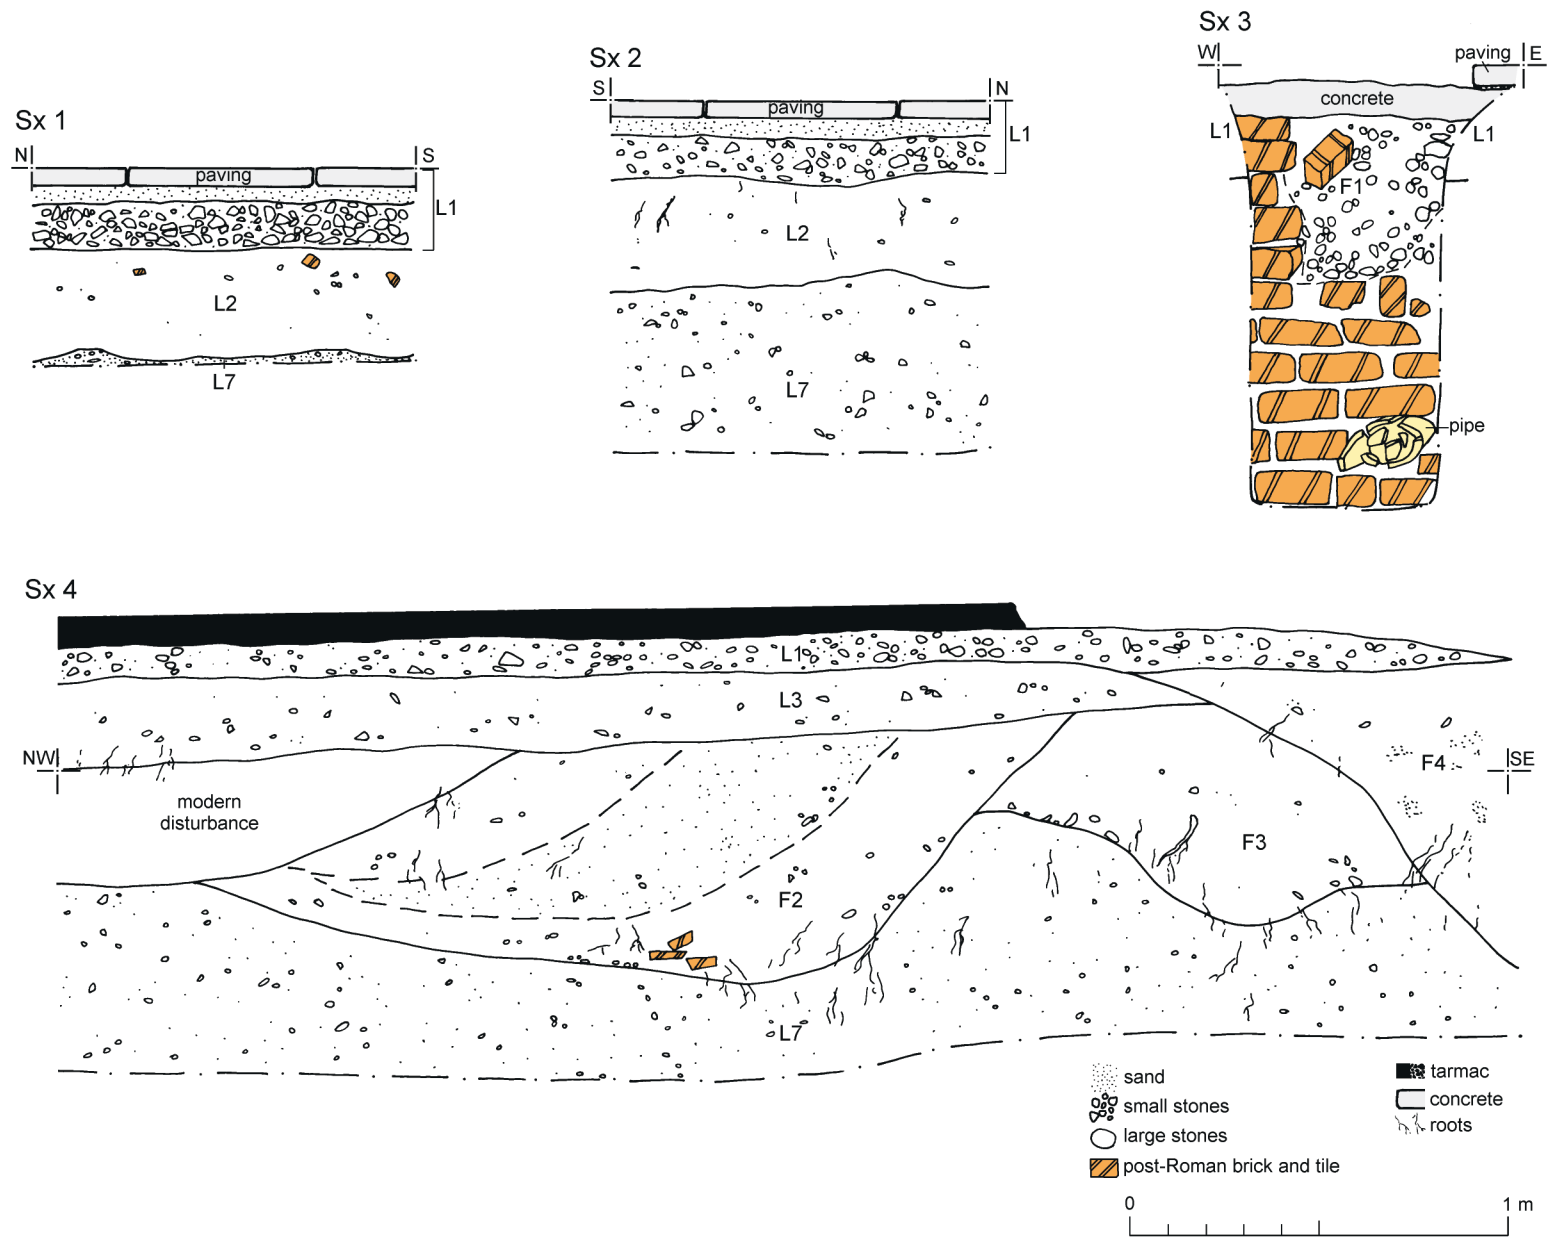 Sx 1
N
S
paving
L1
L2
L7
Sx 2
S
N
paving
L1
L2
L7
Sx 3
W
paving
E
concrete
L1
L1
F1
pipe
Sx 4
L1
L3
NW
SE
F4
modern
disturbance
F3
F2
L7
sand
small stones
large stones
post-Roman brick and tile
tarmac
concrete
roots
0
1 m